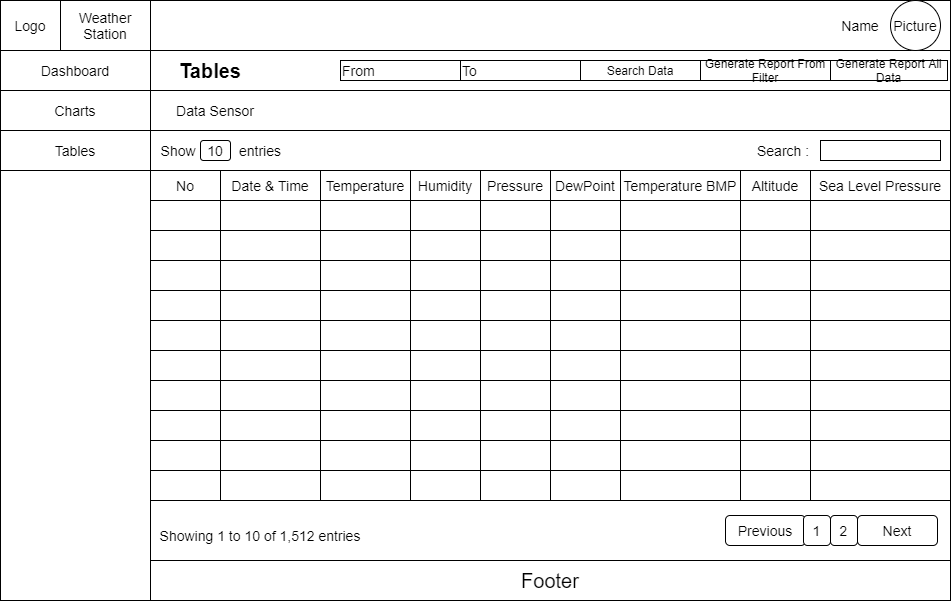 Logo
Weather
Station
Name
Picture
Dashboard
Tables
From
To
Search Data
Generate Report From
Filter
Generate Report All
Data
Charts
Data Sensor
Tables
Show 10 entries
Search :
No
Date & Time
Temperature
Humidity
Pressure
DewPoint
Temperature BMP
Altitude
Sea Level Pressure
Showing 1 to 10 of 1,512 entries
Previous
1
2
Next
Footer